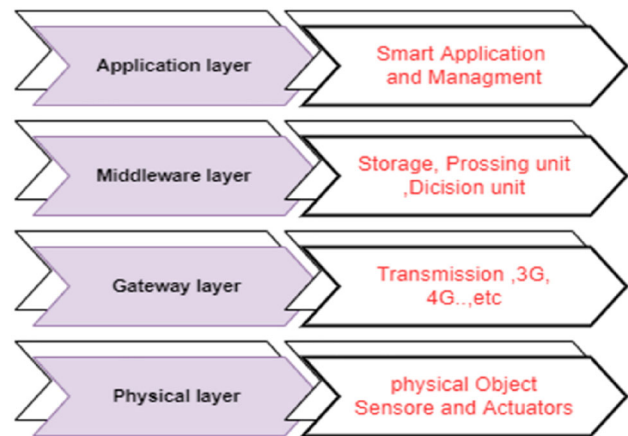 Application layer
Smart Application
and Managment
Middleware layer
Storage, Prossing unit
,Dicision unit
Gateway layer
Transmission ,3G,
4G..,etc
Physical layer
physical Object
Sensore and Actuators